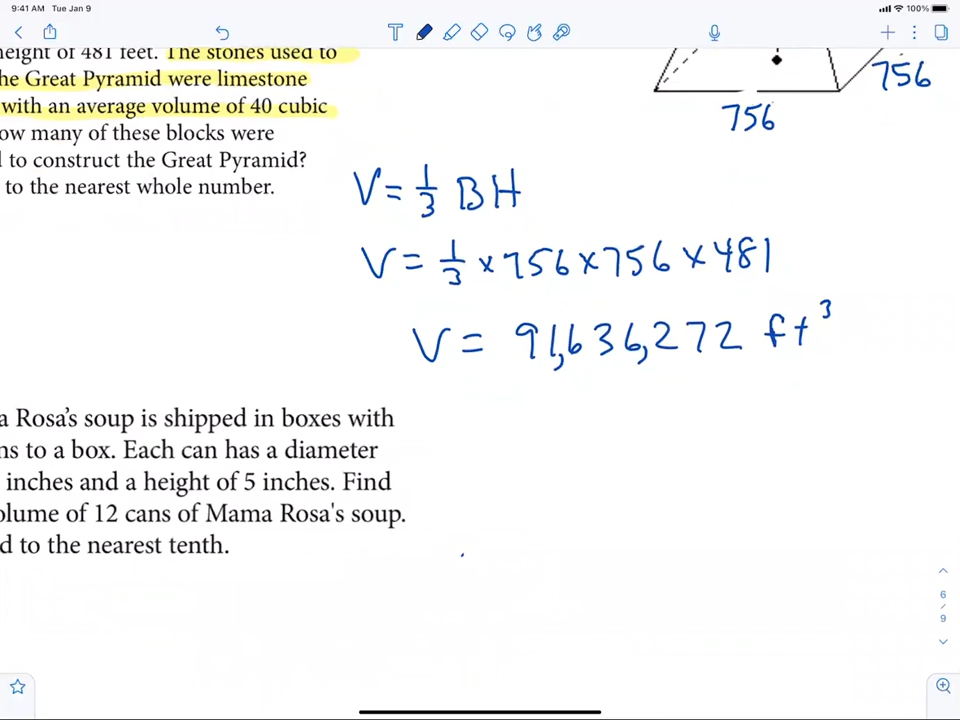 9:41 AM Tue Jan 9
100%
height of 481 feet. The stones used to
the Great Pyramid were limestone
with an average volume of 40 cubic
ow many of these blocks were
d to construct the Great Pyramid?
to the nearest whole number.
756
756
V = 1/3 BH
V = 1/3 × 756 × 756 × 481
V = 91,636,272 ft³
a Rosa's soup is shipped in boxes with
ns to a box. Each can has a diameter
inches and a height of 5 inches. Find
olume of 12 cans of Mama Rosa's soup.
d to the nearest tenth.
6
/
9